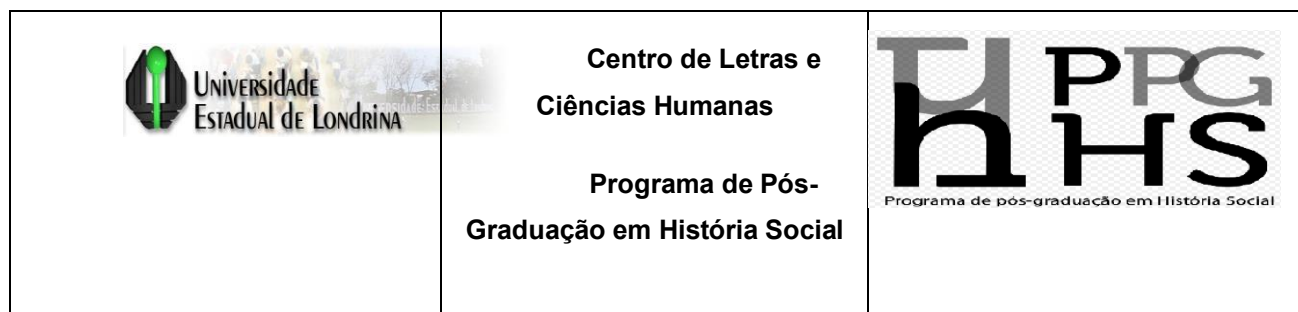 Universidade
Estadual de Londrina
Centro de Letras e
Ciências Humanas
Programa de Pós-
Graduação em História Social
PPG
HS
Programa de pós-graduação em História Social